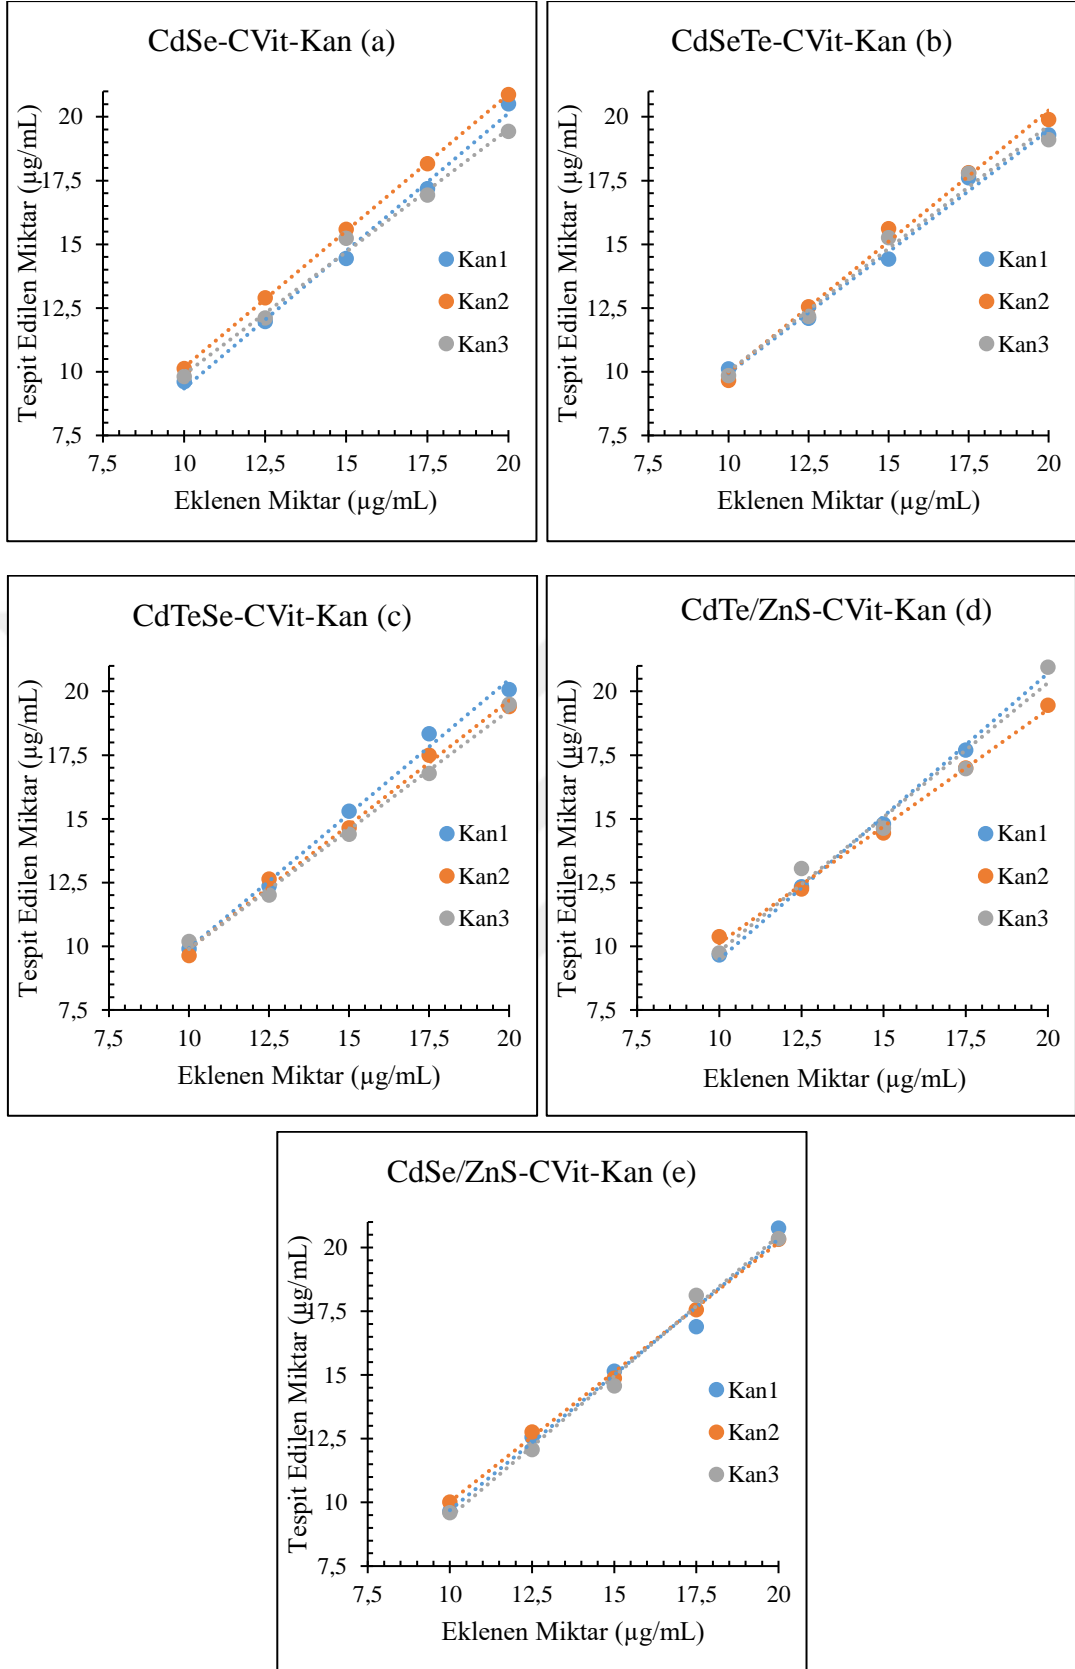 CdSe-CVit-Kan (a)
Tespit Edilen Miktar (µg/mL)
20
17,5
15
12,5
10
7,5
Kan1
Kan2
Kan3
7,5 10 12,5 15 17,5 20
Eklenen Miktar (µg/mL)
CdSeTe-CVit-Kan (b)
Tespit Edilen Miktar (µg/mL)
20
17,5
15
12,5
10
7,5
Kan1
Kan2
Kan3
7,5 10 12,5 15 17,5 20
Eklenen Miktar (µg/mL)
CdTeSe-CVit-Kan (c)
Tespit Edilen Miktar (µg/mL)
20
17,5
15
12,5
10
7,5
Kan1
Kan2
Kan3
7,5 10 12,5 15 17,5 20
Eklenen Miktar (µg/mL)
CdTe/ZnS-CVit-Kan (d)
Tespit Edilen Miktar (µg/mL)
20
17,5
15
12,5
10
7,5
Kan1
Kan2
Kan3
7,5 10 12,5 15 17,5 20
Eklenen Miktar (µg/mL)
CdSe/ZnS-CVit-Kan (e)
Tespit Edilen Miktar (µg/mL)
20
17,5
15
12,5
10
7,5
Kan1
Kan2
Kan3
7,5 10 12,5 15 17,5 20
Eklenen Miktar (µg/mL)